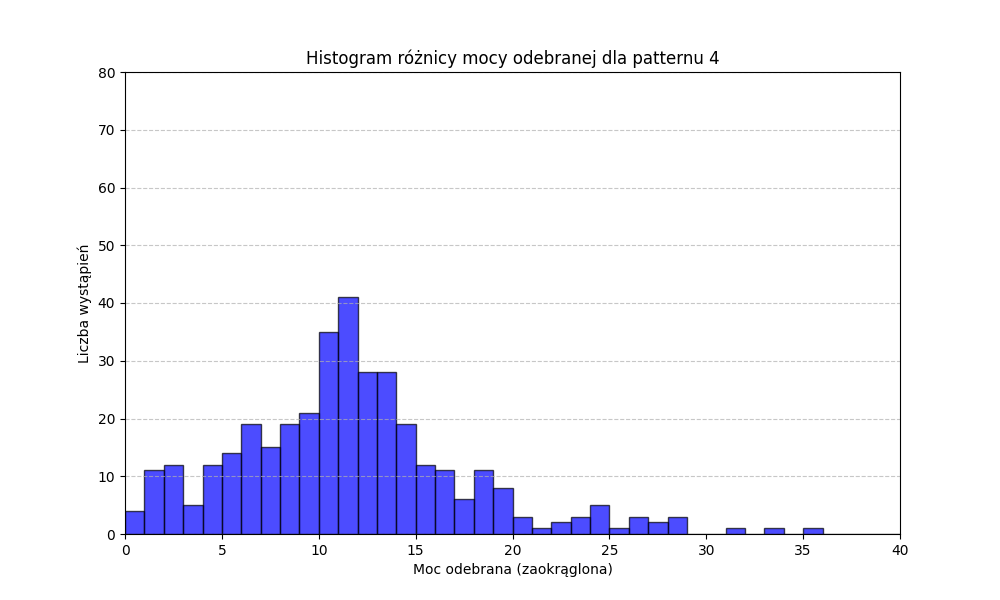 Histogram różnicy mocy odebranej dla patternu 4
80
70
60
50
40
30
20
10
0
Liczba wystąpień
0 5 10 15 20 25 30 35 40
Moc odebrana (zaokrąglona)